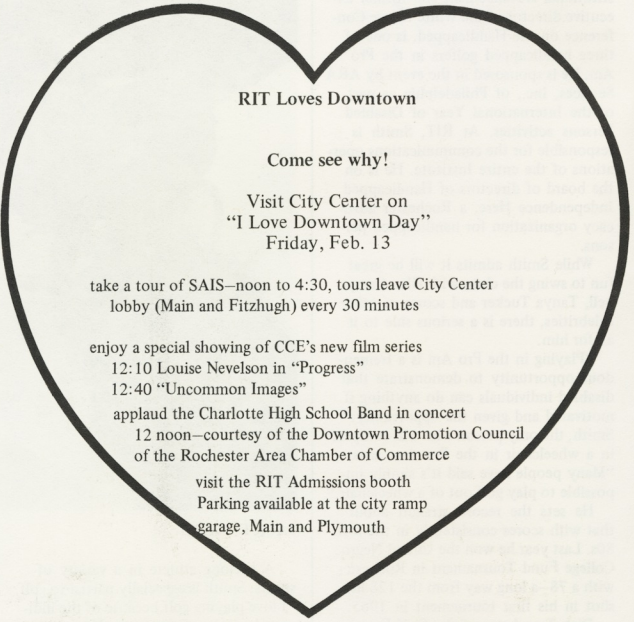 RIT Loves Downtown
Come see why!
Visit City Center on
“I Love Downtown Day”
Friday, Feb. 13
take a tour of SAIS—noon to 4:30, tours leave City Center
lobby (Main and Fitzhugh) every 30 minutes
enjoy a special showing of CCE's new film series
12:10 Louise Nevelson in “Progress”
12:40 “Uncommon Images”
applaud the Charlotte High School Band in concert
12 noon—courtesy of the Downtown Promotion Council
of the Rochester Area Chamber of Commerce
visit the RIT Admissions booth
Parking available at the city ramp
garage, Main and Plymouth